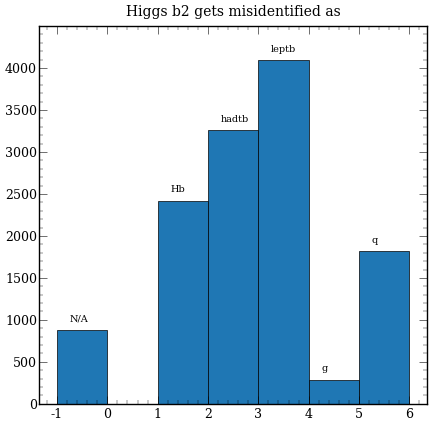 Higgs b2 gets misidentified as
leptb
4000
3500
hadtb
3000
2500
Hb
2000
q
1500
1000
N/A
500
g
0
-1 0 1 2 3 4 5 6